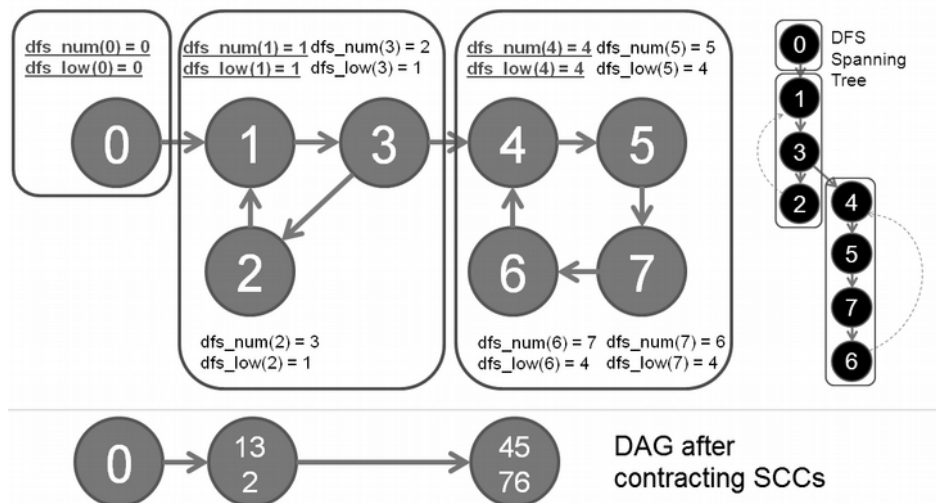 dfs_num(0) = 0
dfs_low(0) = 0
0
dfs_num(1) = 1 dfs_num(3) = 2
dfs_low(1) = 1 dfs_low(3) = 1
1
3
2
dfs_num(2) = 3
dfs_low(2) = 1
dfs_num(4) = 4 dfs_num(5) = 5
dfs_low(4) = 4 dfs_low(5) = 4
4
5
6
7
dfs_num(6) = 7 dfs_num(7) = 6
dfs_low(6) = 4 dfs_low(7) = 4
DFS
Spanning
Tree
0
1
3
2
4
5
7
6
0
13
2
45
76
DAG after
contracting SCCs